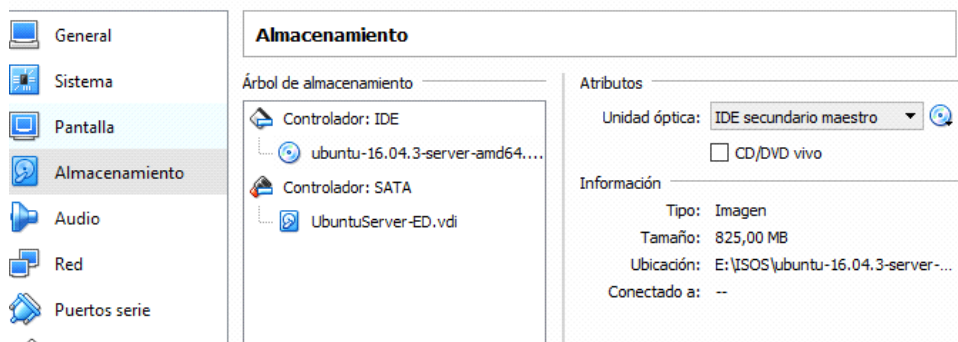 General
Sistema
Pantalla
Almacenamiento
Audio
Red
Puertos serie
Almacenamiento
Árbol de almacenamiento
Controlador: IDE
ubuntu-16.04.3-server-amd64....
Controlador: SATA
UbuntuServer-ED.vdi
Atributos
Unidad óptica: IDE secundario maestro
CD/DVD vivo
Información
Tipo: Imagen
Tamaño: 825,00 MB
Ubicación: E:\ISOS\ubuntu-16.04.3-server-...
Conectado a: --